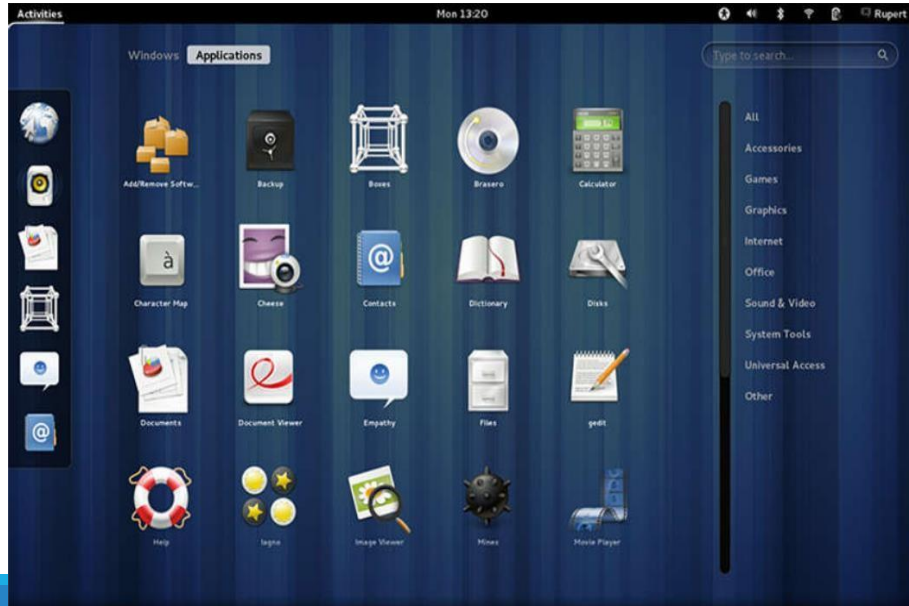 Activities Mon 13:20 Rupert
Windows Applications Type to search...
Add/Remove Softw... Backup Boxes Brasero Calculator
Character Map Cheese Contacts Dictionary Disks
Documents Document Viewer Empathy Files gedit
Help Iagno Image Viewer Mines Movie Player
All
Accessories
Games
Graphics
Internet
Office
Sound & Video
System Tools
Universal Access
Other